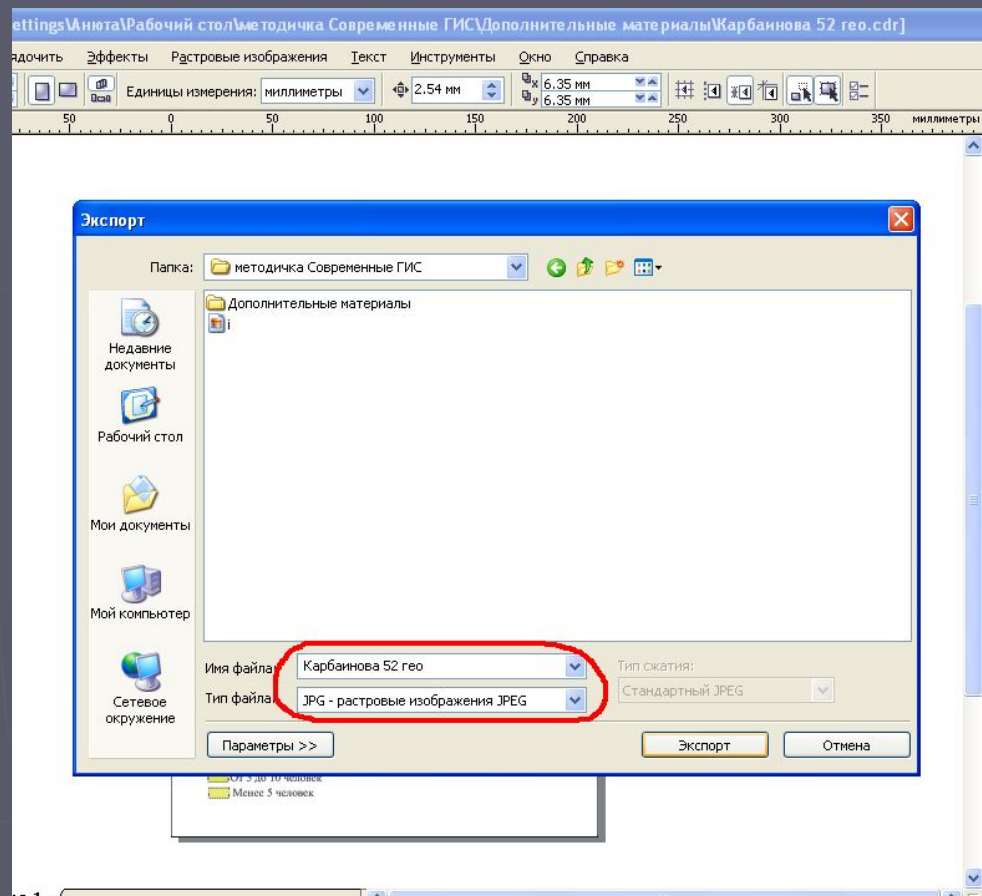 ettings\Анюта\Рабочий стол\методичка Современные ГИС\Дополнительные материалы\Карбаинова 52 гео.cdr]
ядочить Эффекты Растровые изображения Текст Инструменты Окно Справка
Единицы измерения: миллиметры 2.54 мм 6.35 мм
6.35 мм
50 0 50 100 150 200 250 300 350 миллиметры
Экспорт
Папка: методичка Современные ГИС
Дополнительные материалы
i
Недавние
документы
Рабочий стол
Мои документы
Мой компьютер
Сетевое
окружение
Имя файла: Карбаинова 52 гео
Тип сжатия:
Тип файла: JPG - растровые изображения JPEG
Стандартный JPEG
Параметры >> Экспорт Отмена
От 5 до 10 человек
Менее 5 человек